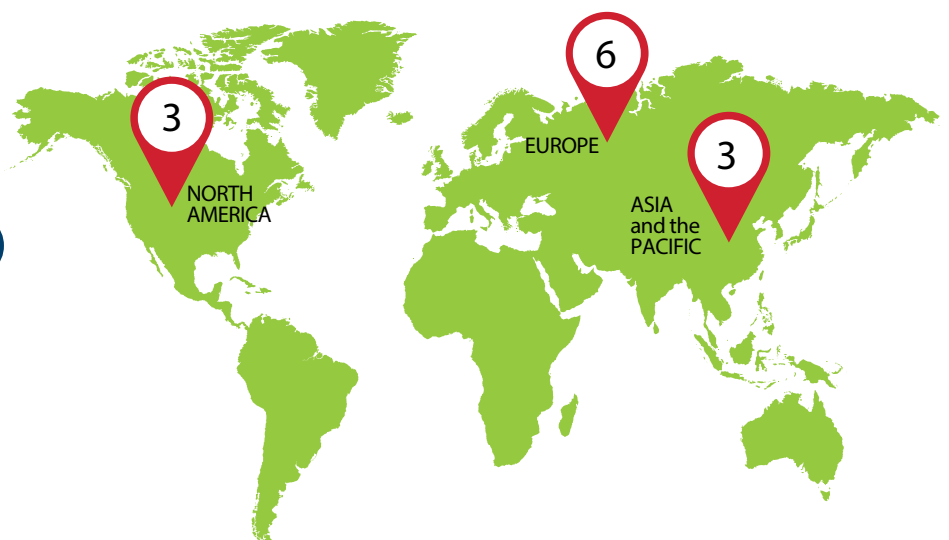 3
NORTH
AMERICA
6
EUROPE
3
ASIA
and the
PACIFIC